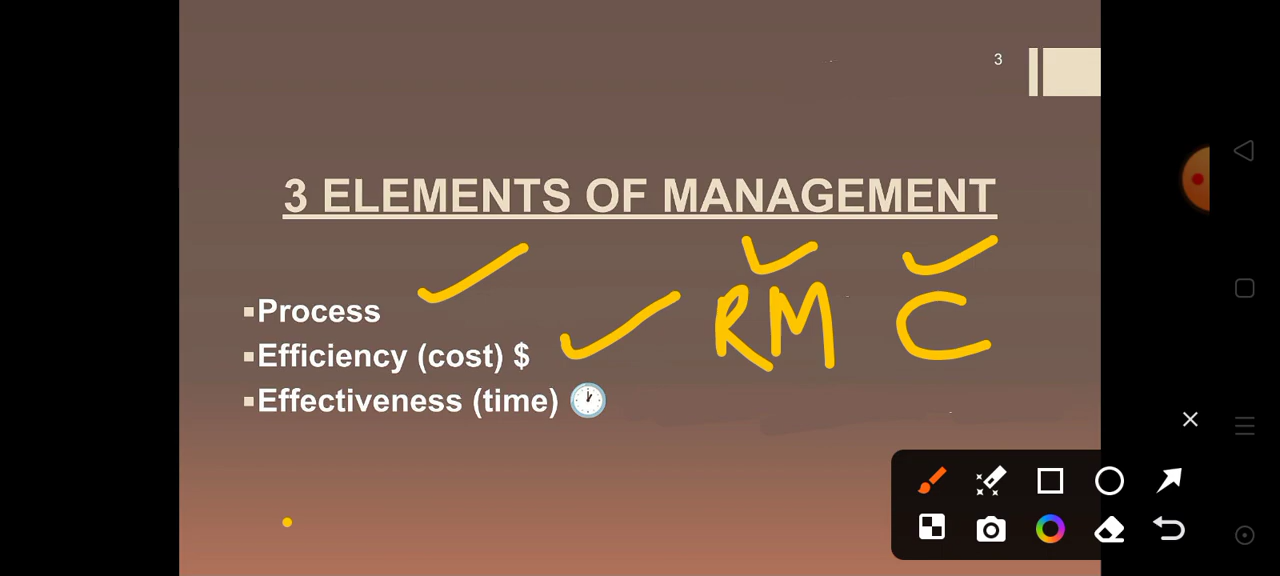 3
3 ELEMENTS OF MANAGEMENT
▪Process
▪Efficiency (cost) $ RM C
▪Effectiveness (time) 🕐